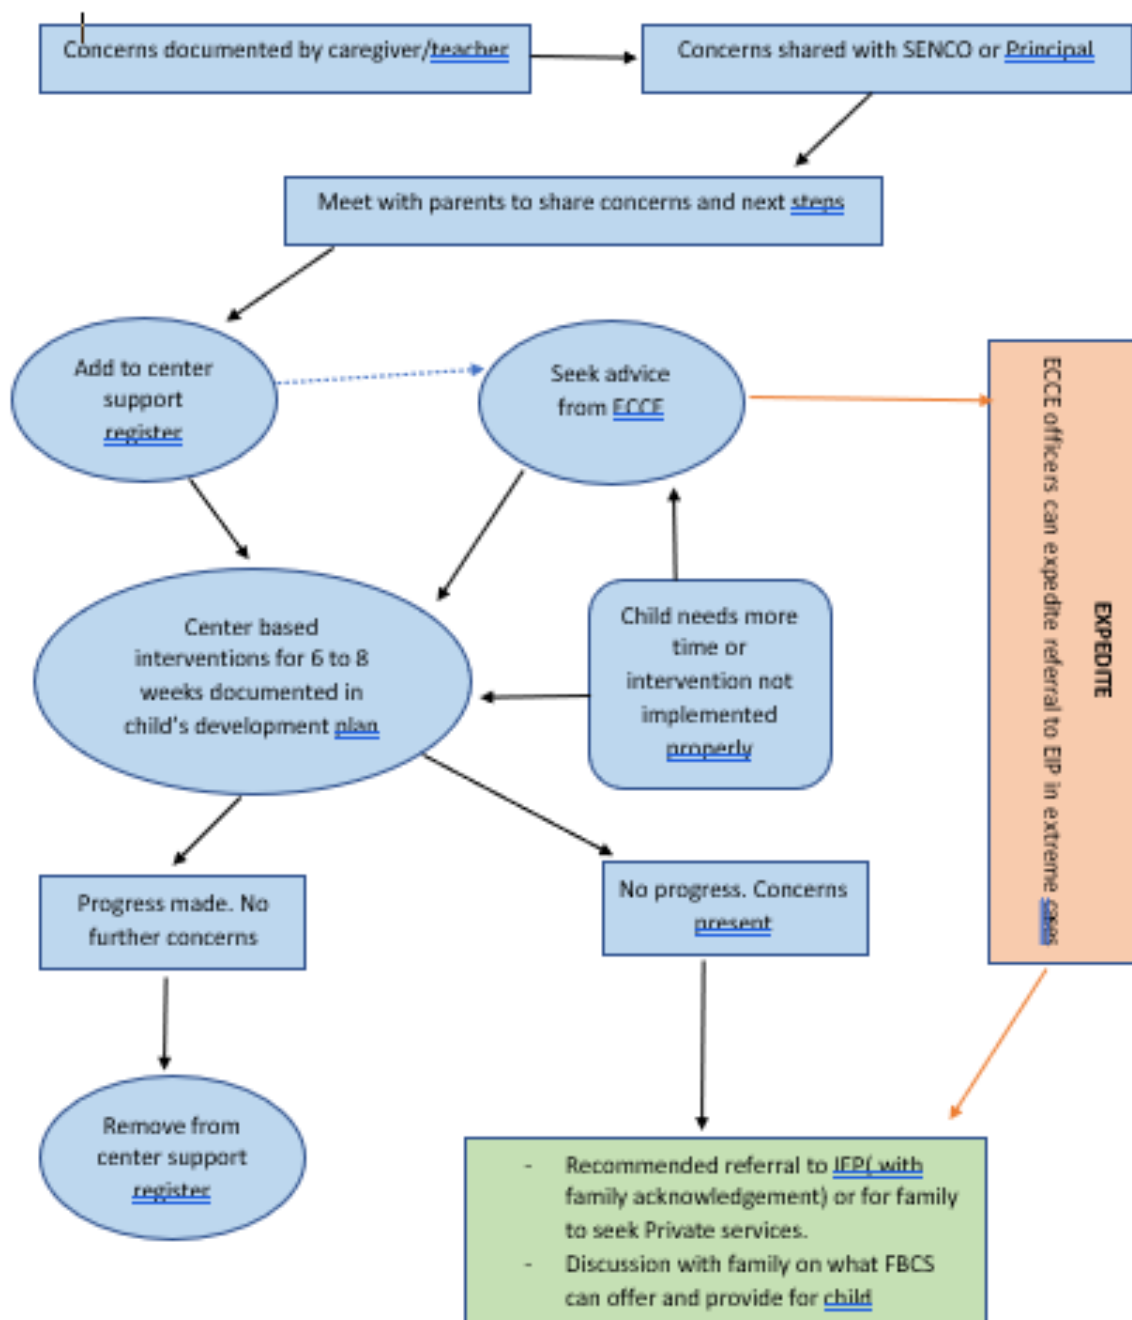 Concerns documented by caregiver/teacher
Concerns shared with SENCO or Principal
Meet with parents to share concerns and next steps
Add to center
support
register
Seek advice
from ECCE
EXPEDITE
ECCE officers can expedite referral to EIP in extreme cases
Center based
interventions for 6 to 8
weeks documented in
child's development plan
Child needs more
time or
intervention not
implemented
properly
Progress made. No
further concerns
No progress. Concerns
present
Remove from
center support
register
- Recommended referral to IEP( with
family acknowledgement) or for family
to seek Private services.
- Discussion with family on what FBCS
can offer and provide for child